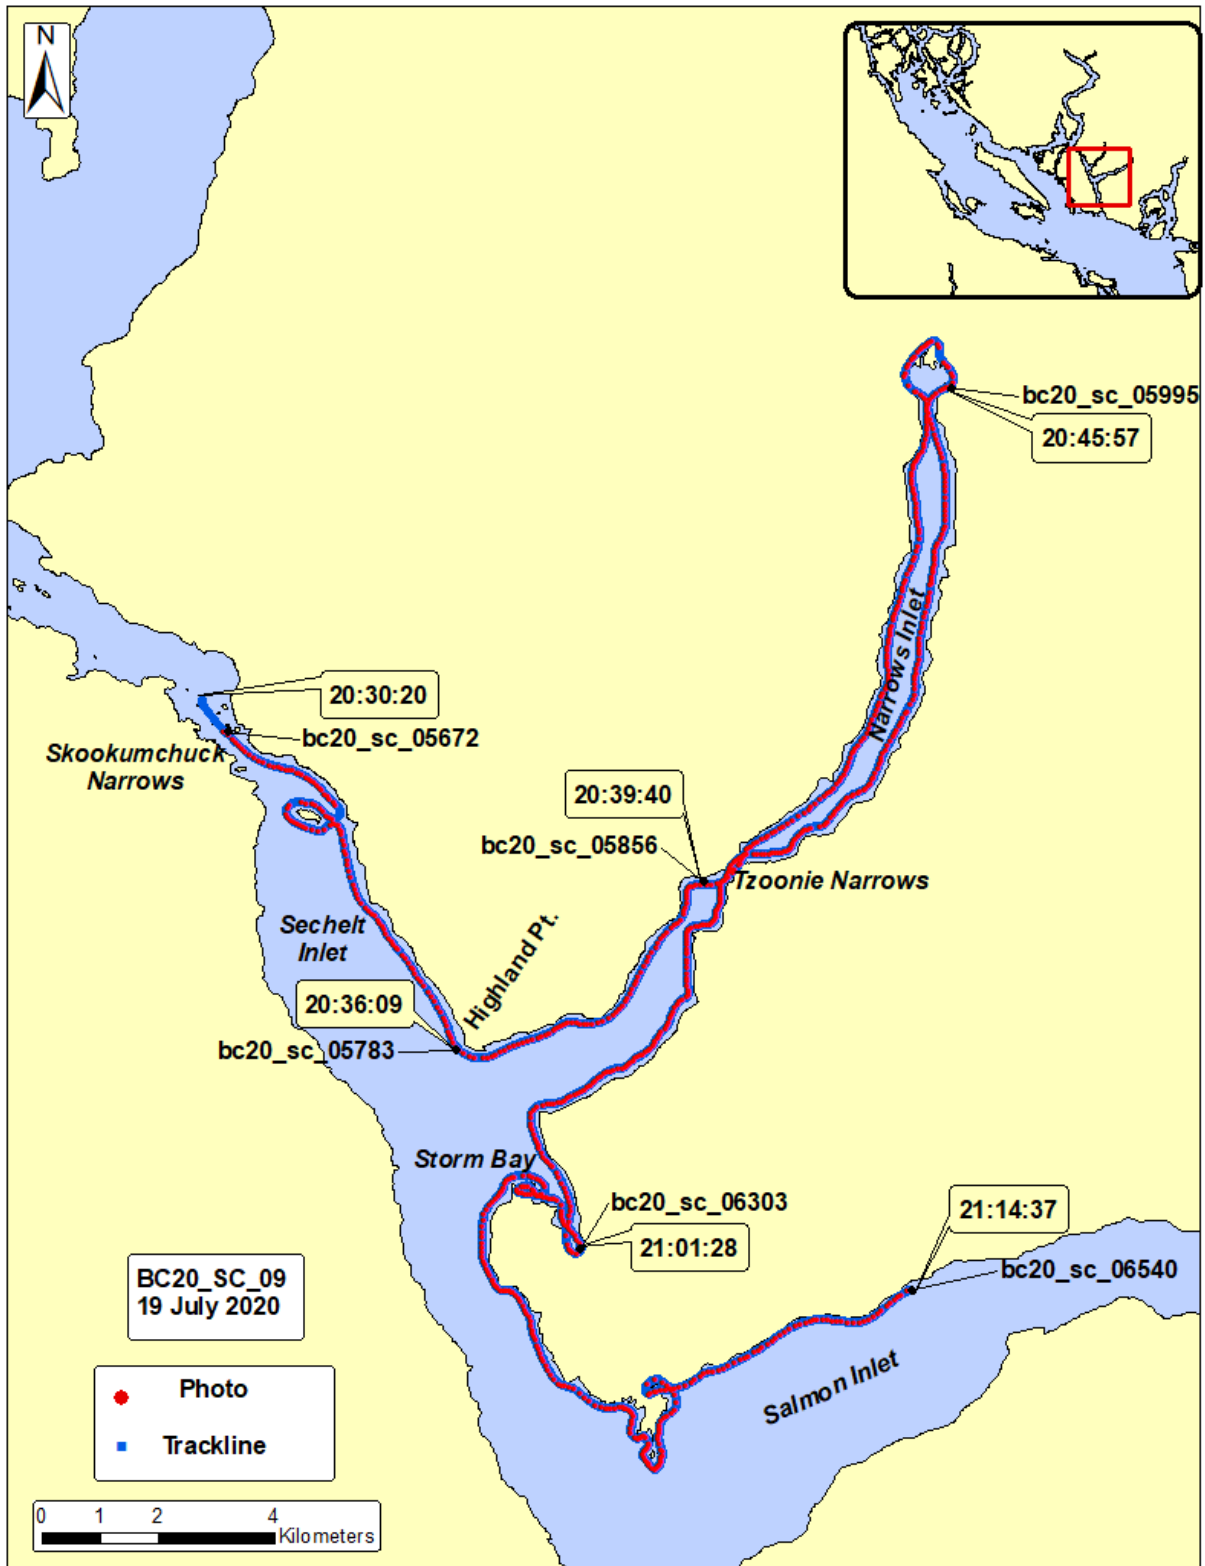 N
bc20_sc_05995
20:45:57
Narrows Inlet
20:30:20
bc20_sc_05672
Skookumchuck
Narrows
20:39:40
bc20_sc_05856
Tzoonie Narrows
Sechelt
Inlet
Highland Pt.
20:36:09
bc20_sc_05783
Storm Bay
bc20_sc_06303
21:01:28
21:14:37
bc20_sc_06540
BC20_SC_09
19 July 2020
Salmon Inlet
Photo
Trackline
0 1 2 4
Kilometers